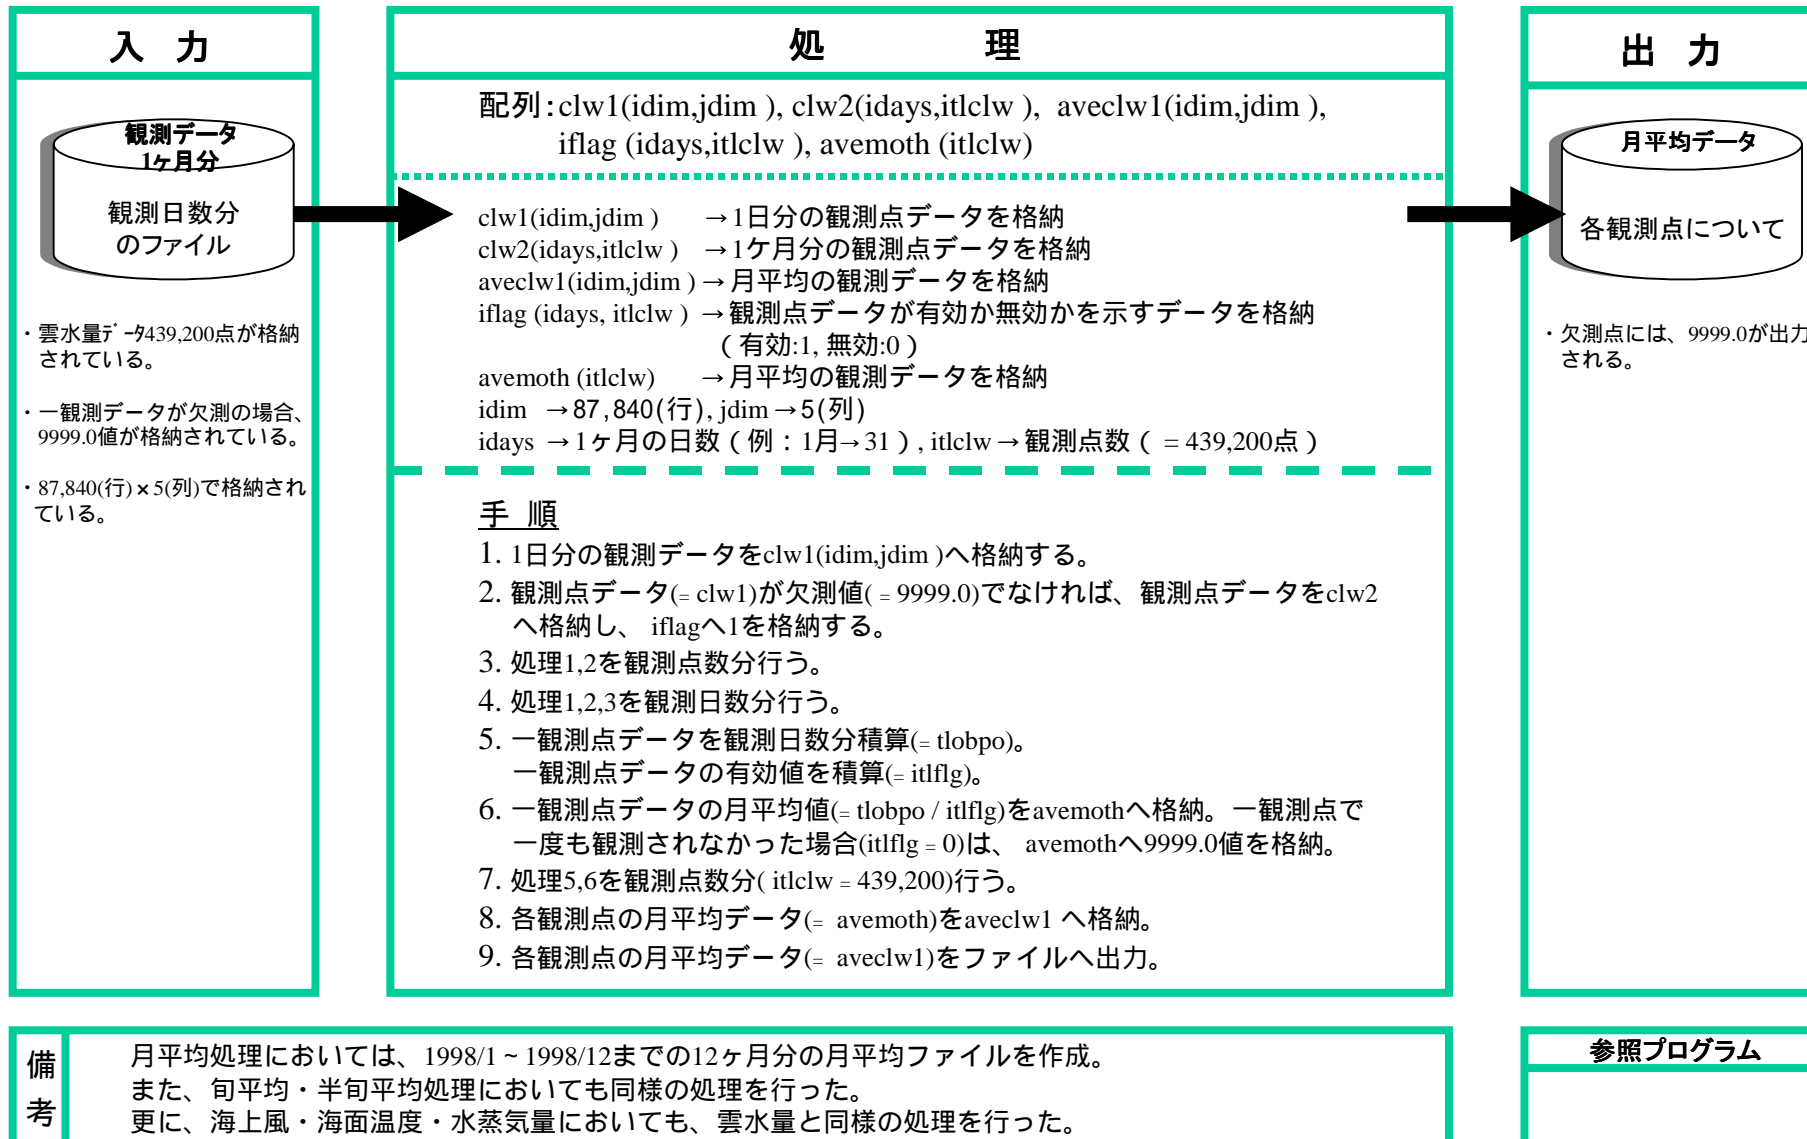 入 力
観測データ
1ヶ月分
観測日数分
のファイル
・雲水量ﾃﾞｰﾀ439,200点が格納
されている。
・一観測データが欠測の場合、
9999.0値が格納されている。
・87,840(行)×5(列)で格納され
ている。
処 理
配列:clw1(idim,jdim ), clw2(idays,itlclw ), aveclw1(idim,jdim ),
iflag (idays,itlclw ), avemoth (itlclw)
clw1(idim,jdim ) →1日分の観測点データを格納
clw2(idays,itlclw ) →1ケ月分の観測点データを格納
aveclw1(idim,jdim )→月平均の観測データを格納
iflag (idays, itlclw ) →観測点データが有効か無効かを示すデータを格納
(有効:1, 無効:0)
avemoth (itlclw) →月平均の観測データを格納
idim →87,840(行), jdim→5(列)
idays →1ヶ月の日数(例:1月→31), itlclw→観測点数( = 439,200点)
手 順
1. 1日分の観測データをclw1(idim,jdim )へ格納する。
2. 観測点データ(= clw1)が欠測値( = 9999.0)でなければ、観測点データをclw2
へ格納し、 iflagへ1を格納する。
3. 処理1,2を観測点数分行う。
4. 処理1,2,3を観測日数分行う。
5. 一観測点データを観測日数分積算(= tlobpo)。
一観測点データの有効値を積算(= itlflg)。
6. 一観測点データの月平均値(= tlobpo / itlflg)をavemothへ格納。一観測点で
一度も観測されなかった場合(itlflg = 0)は、 avemothへ9999.0値を格納。
7. 処理5,6を観測点数分( itlclw = 439,200)行う。
8. 各観測点の月平均データ(= avemoth)をaveclw1 へ格納。
9. 各観測点の月平均データ(= aveclw1)をファイルへ出力。
出 力
月平均データ
各観測点について
・欠測点には、9999.0が出力
される。
備
考
月平均処理においては、1998/1~1998/12までの12ヶ月分の月平均ファイルを作成。
また、旬平均・半旬平均処理においても同様の処理を行った。
更に、海上風・海面温度・水蒸気量においても、雲水量と同様の処理を行った。
参照プログラム